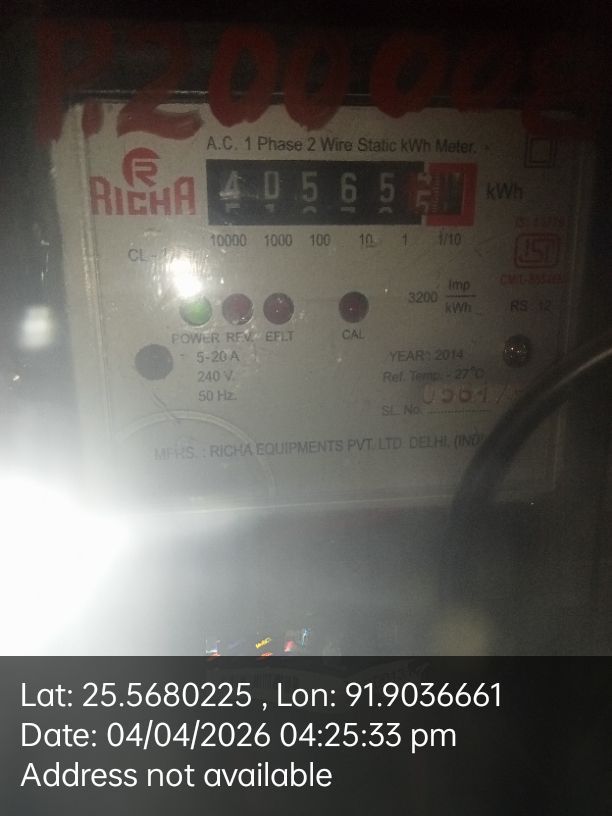 A.C. 1 Phase 2 Wire Static kWh Meter.
RICHA
4 0 5 6 5
kWh
10000 1000 100 10 1 1/10
3200 Imp/kWh
RS 12
POWER REV. EFLT CAL
5-20 A
240 V.
50 Hz.
YEAR: 2014
Ref. Temp. - 27°C
SL. No.
MFRS. : RICHA EQUIPMENTS PVT. LTD. DELHI,
Lat: 25.5680225 , Lon: 91.9036661
Date: 04/04/2026 04:25:33 pm
Address not available